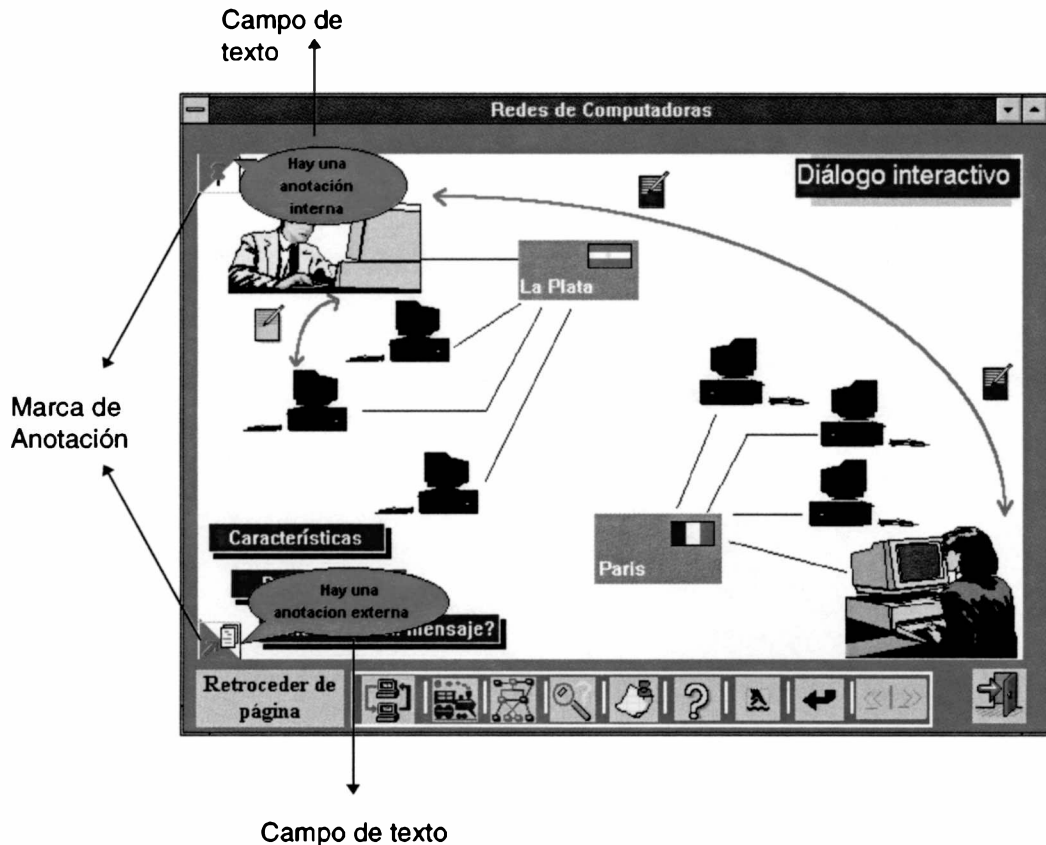 Campo de
texto
Redes de Computadoras
Hay una
anotación
interna
Diálogo interactivo
La Plata
Marca de
Anotación
París
Características
Hay una
anotacion externa
mensaje?
Retroceder de
página
Campo de texto